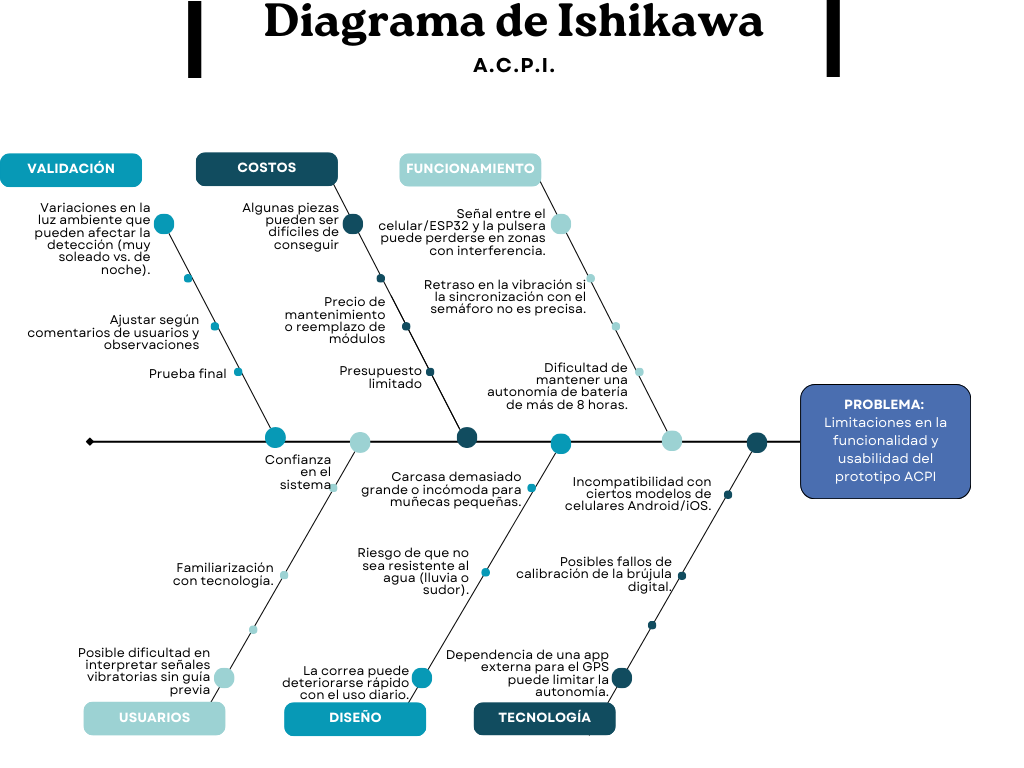 Diagrama de Ishikawa
A.C.P.I.
VALIDACIÓN
Variaciones en la
luz ambiente que
pueden afectar la
detección (muy
soleado vs. de
noche).
Ajustar según
comentarios de usuarios y
observaciones
Prueba final
COSTOS
Algunas piezas
pueden ser
difíciles de
conseguir
Precio de
mantenimiento
o reemplazo de
módulos
Presupuesto
limitado
FUNCIONAMIENTO
Señal entre el
celular/ESP32 y la pulsera
puede perderse en zonas
con interferencia.
Retraso en la vibración si
la sincronización con el
semáforo no es precisa.
Dificultad de
mantener una
autonomía de batería
de más de 8 horas.
PROBLEMA:
Limitaciones en la
funcionalidad y
usabilidad del
prototipo ACPI
Confianza
en el
sistema
Familiarización
con tecnología.
Posible dificultad en
interpretar señales
vibratorias sin guía
previa
USUARIOS
Carcasa demasiado
grande o incómoda para
muñecas pequeñas.
Riesgo de que no
sea resistente al
agua (lluvia o
sudor).
La correa puede
deteriorarse rápido
con el uso diario.
DISEÑO
Incompatibilidad con
ciertos modelos de
celulares Android/iOS.
Posibles fallos de
calibración de la brújula
digital.
Dependencia de una app
externa para el GPS
puede limitar la
autonomía.
TECNOLOGÍA